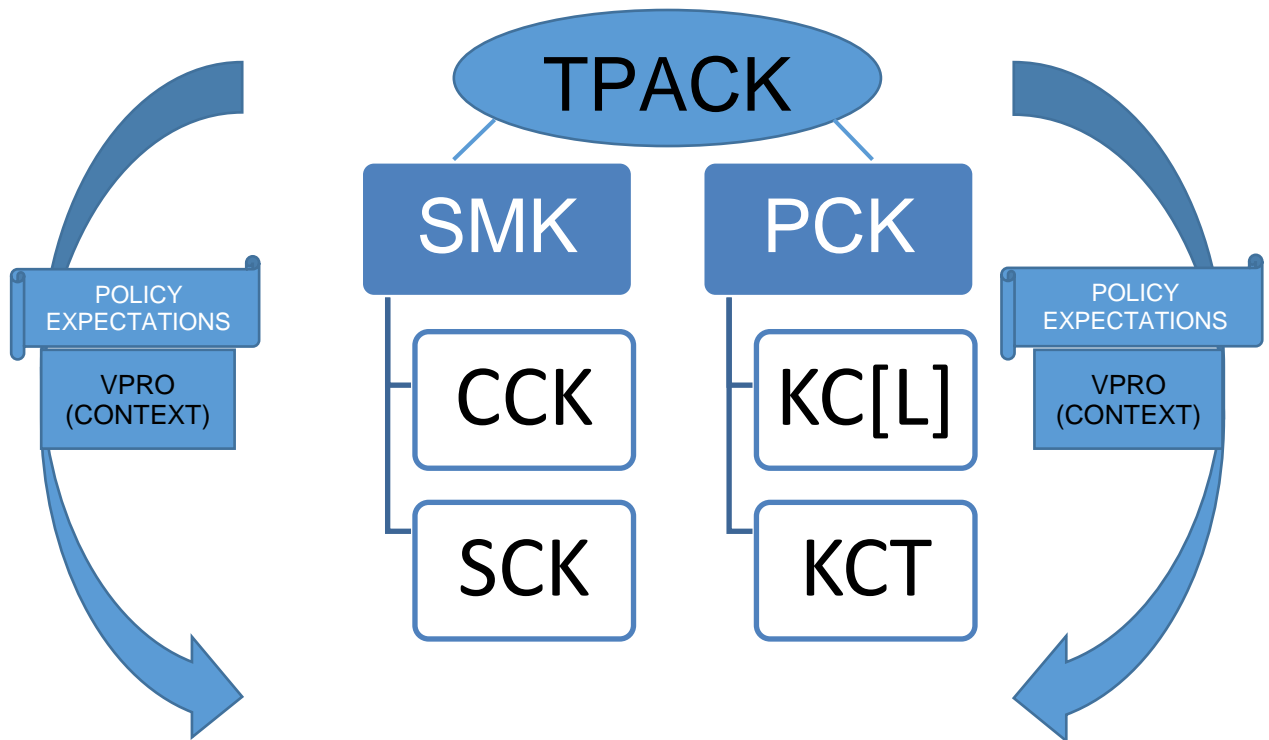 TPACK
SMK
PCK
POLICY
EXPECTATIONS
VPRO
(CONTEXT)
CCK
KC[L]
SCK
KCT
POLICY
EXPECTATIONS
VPRO
(CONTEXT)